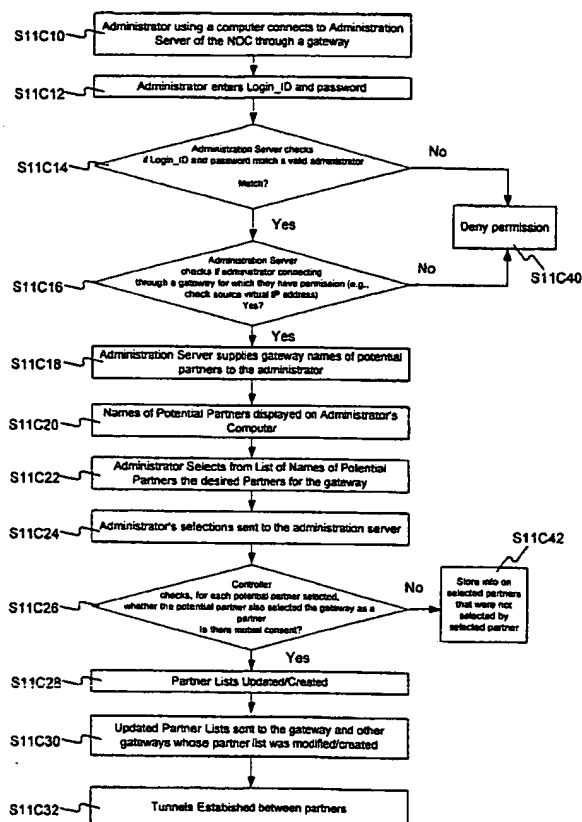 S11C10
Administrator using a computer connects to Administration
Server of the NOC through a gateway
S11C12
Administrator enters Login_ID and password
S11C14
Administration Server checks
if Login_ID and password match a valid administrator
Match?
No
Yes
Deny permission
S11C40
S11C16
Administration Server
checks if administrator connecting
through a gateway for which they have permission (e.g.,
check source virtual IP address)
Yes?
No
Yes
S11C18
Administration Server supplies gateway names of potential
partners to the administrator
S11C20
Names of Potential Partners displayed on Administrator's
Computer
S11C22
Administrator Selects from List of Names of Potential
Partners the desired Partners for the gateway
S11C24
Administrator's selections sent to the administration server
S11C42
Store info on
selected partners
that were not
selected by
selected partner
S11C26
Controller
checks, for each potential partner selected,
whether the potential partner also selected the gateway as a
partner
Is there mutual consent?
No
Yes
S11C28
Partner Lists Updated/Created
S11C30
Updated Partner Lists sent to the gateway and other
gateways whose partner list was modified/created
S11C32
Tunnels Established between partners